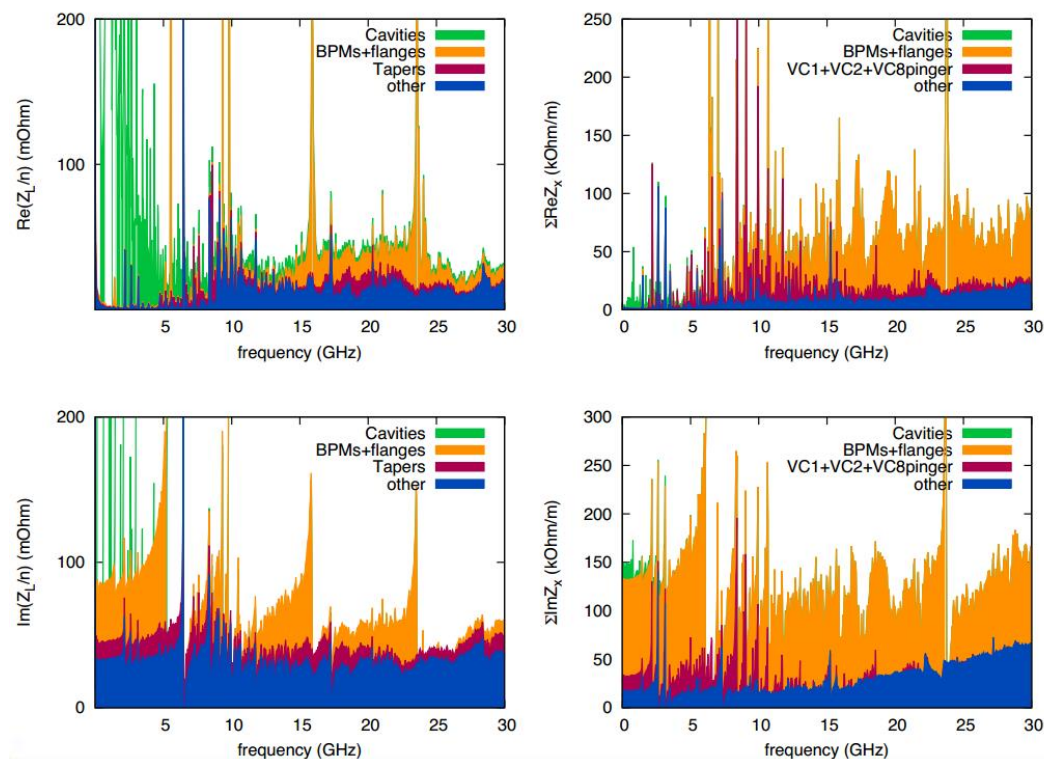 200
100
0
Re(Z_L/n) (mOhm)
Cavities
BPMs+flanges
Tapers
other
5 10 15 20 25 30
frequency (GHz)
250
200
150
100
50
0
ΣReZ_x (kOhm/m)
Cavities
BPMs+flanges
VC1+VC2+VC8pinger
other
0 5 10 15 20 25 30
frequency (GHz)
200
100
0
Im(Z_L/n) (mOhm)
Cavities
BPMs+flanges
Tapers
other
5 10 15 20 25 30
frequency (GHz)
300
250
200
150
100
50
0
ΣImZ_x (kOhm/m)
Cavities
BPMs+flanges
VC1+VC2+VC8pinger
other
0 5 10 15 20 25 30
frequency (GHz)